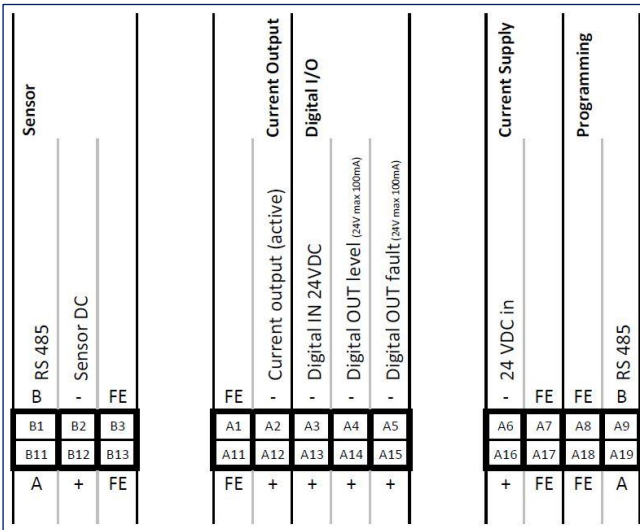 Sensor
Current Output
Digital I/O
Current Supply
Programming
RS 485
Sensor DC
Current output (active)
Digital IN 24VDC
Digital OUT level (24V max 100mA)
Digital OUT fault (24V max 100mA)
24 VDC in
RS 485
B - FE FE - - - - - FE FE B
B1 B2 B3 A1 A2 A3 A4 A5 A6 A7 A8 A9
B11 B12 B13 A11 A12 A13 A14 A15 A16 A17 A18 A19
A + FE FE + + + + + FE FE A